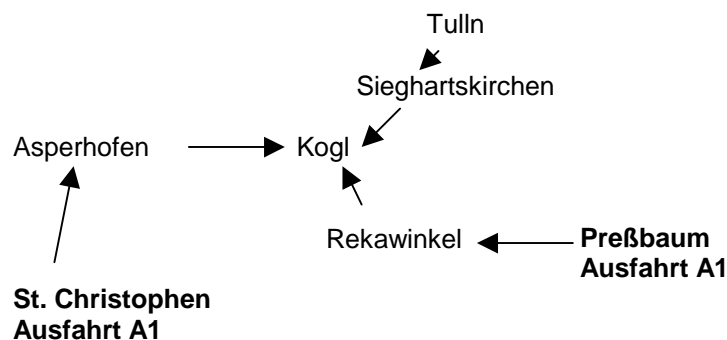 Tulln
Sieghartskirchen
Asperhofen
Kogl
Rekawinkel
Preßbaum
Ausfahrt A1
St. Christophen
Ausfahrt A1